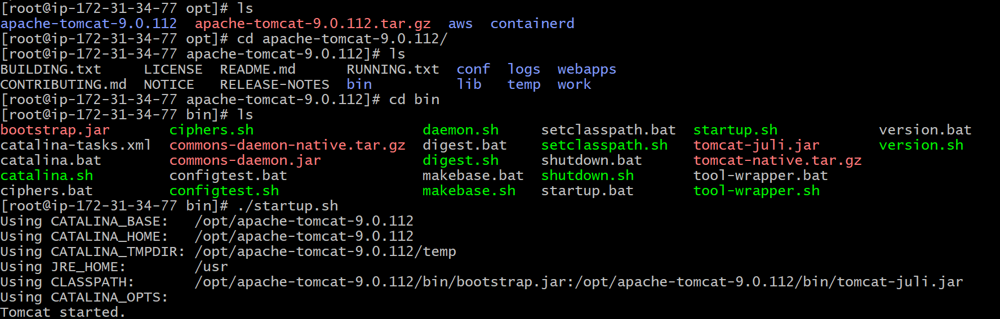 [root@ip-172-31-34-77 opt]# ls
apache-tomcat-9.0.112  apache-tomcat-9.0.112.tar.gz  aws  containerd
[root@ip-172-31-34-77 opt]# cd apache-tomcat-9.0.112/
[root@ip-172-31-34-77 apache-tomcat-9.0.112]# ls
BUILDING.txt     LICENSE  README.md      RUNNING.txt  conf  logs  webapps
CONTRIBUTING.md  NOTICE   RELEASE-NOTES  bin          lib   temp  work
[root@ip-172-31-34-77 apache-tomcat-9.0.112]# cd bin
[root@ip-172-31-34-77 bin]# ls
bootstrap.jar       ciphers.sh                    daemon.sh     setclasspath.bat  startup.sh            version.bat
catalina-tasks.xml  commons-daemon-native.tar.gz  digest.bat    setclasspath.sh   tomcat-juli.jar       version.sh
catalina.bat        commons-daemon.jar            digest.sh     shutdown.bat      tomcat-native.tar.gz
catalina.sh         configtest.bat                makebase.bat  shutdown.sh       tool-wrapper.bat
ciphers.bat         configtest.sh                 makebase.sh   startup.bat       tool-wrapper.sh
[root@ip-172-31-34-77 bin]# ./startup.sh
Using CATALINA_BASE:   /opt/apache-tomcat-9.0.112
Using CATALINA_HOME:   /opt/apache-tomcat-9.0.112
Using CATALINA_TMPDIR: /opt/apache-tomcat-9.0.112/temp
Using JRE_HOME:        /usr
Using CLASSPATH:       /opt/apache-tomcat-9.0.112/bin/bootstrap.jar:/opt/apache-tomcat-9.0.112/bin/tomcat-juli.jar
Using CATALINA_OPTS:
Tomcat started.